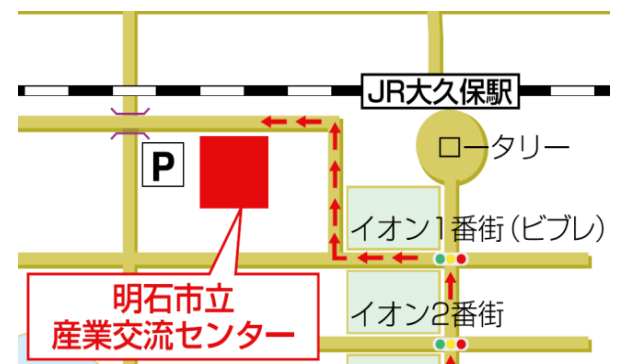 JR大久保駅
ロータリー
P
イオン1番街(ビブレ)
明石市立
産業交流センター
イオン2番街